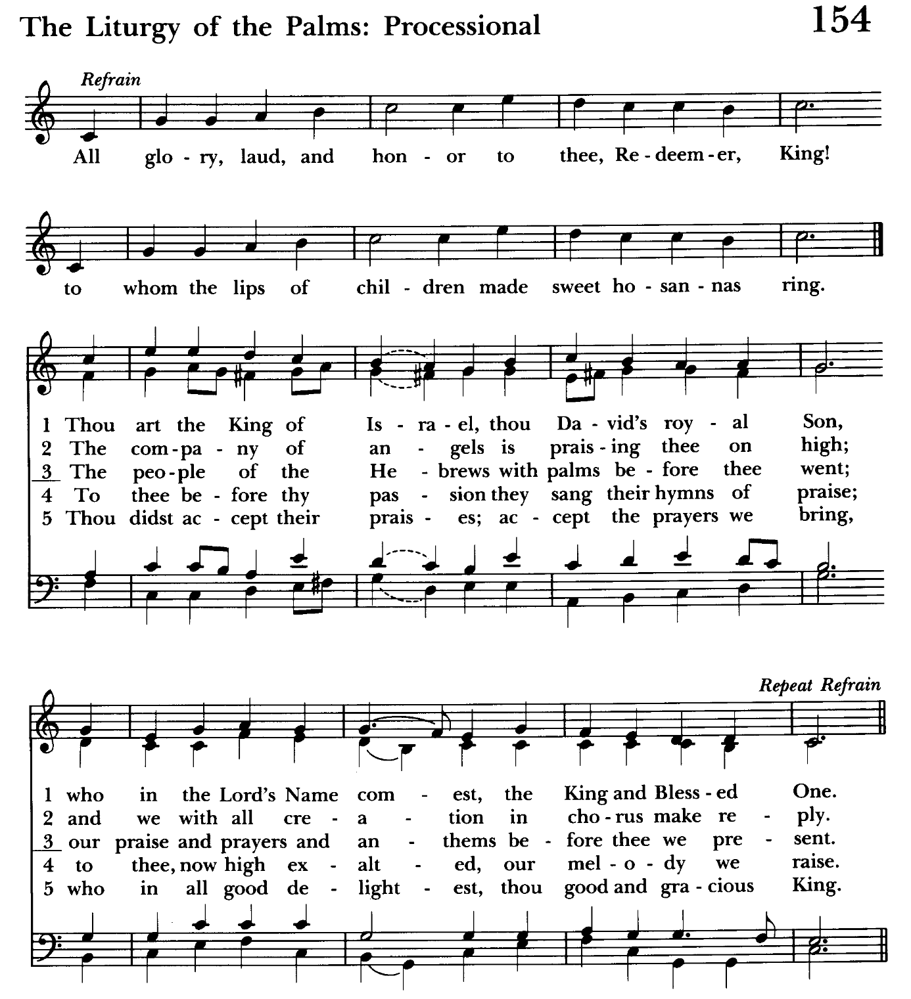 The Liturgy of the Palms: Processional 154
Refrain
All glo - ry, laud, and hon - or to thee, Re - deem - er, King!
to whom the lips of chil - dren made sweet ho - san - nas ring.
1 Thou art the King of Is - ra - el, thou Da - vid's roy - al Son,
2 The com - pa - ny of an - gels is prais - ing thee on high;
3 The peo - ple of the He - brews with palms be - fore thee went;
4 To thee be - fore thy pas - sion they sang their hymns of praise;
5 Thou didst ac - cept their prais - es; ac - cept the prayers we bring,
Repeat Refrain
1 who in the Lord's Name com - est, the King and Bless - ed One.
2 and we with all cre - a - tion in cho - rus make re - ply.
3 our praise and prayers and an - thems be - fore thee we pre - sent.
4 to thee, now high ex - alt - ed, our mel - o - dy we raise.
5 who in all good de - light - est, thou good and gra - cious King.